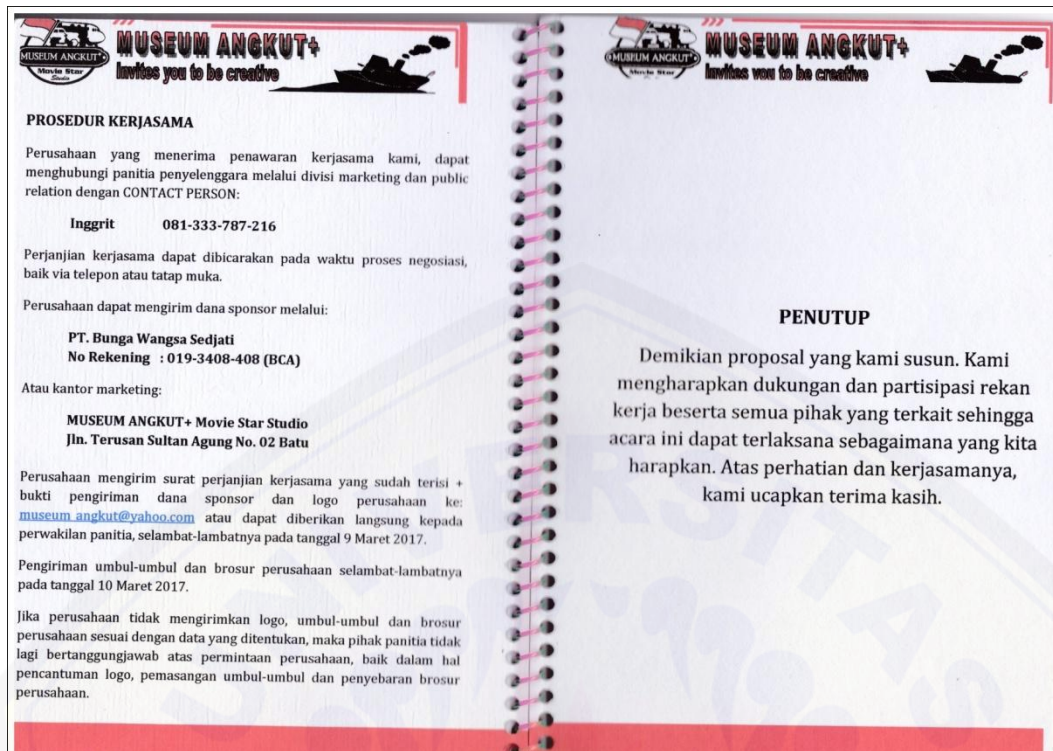 MUSEUM ANGKUT+
Invites you to be creative
MUSEUM ANGKUT+
Movie Star
Studio
PROSEDUR KERJASAMA
Perusahaan yang menerima penawaran kerjasama kami, dapat
menghubungi panitia penyelenggara melalui divisi marketing dan public
relation dengan CONTACT PERSON:
Inggrit 081-333-787-216
Perjanjian kerjasama dapat dibicarakan pada waktu proses negosiasi,
baik via telepon atau tatap muka.
Perusahaan dapat mengirim dana sponsor melalui:
PT. Bunga Wangsa Sedjati
No Rekening : 019-3408-408 (BCA)
Atau kantor marketing:
MUSEUM ANGKUT+ Movie Star Studio
Jln. Terusan Sultan Agung No. 02 Batu
Perusahaan mengirim surat perjanjian kerjasama yang sudah terisi +
bukti pengiriman dana sponsor dan logo perusahaan ke:
museum_angkut@yahoo.com atau dapat diberikan langsung kepada
perwakilan panitia, selambat-lambatnya pada tanggal 9 Maret 2017.
Pengiriman umbul-umbul dan brosur perusahaan selambat-lambatnya
pada tanggal 10 Maret 2017.
Jika perusahaan tidak mengirimkan logo, umbul-umbul dan brosur
perusahaan sesuai dengan data yang ditentukan, maka pihak panitia tidak
lagi bertanggungjawab atas permintaan perusahaan, baik dalam hal
pencantuman logo, pemasangan umbul-umbul dan penyebaran brosur
perusahaan.
MUSEUM ANGKUT+
Invites you to be creative
MUSEUM ANGKUT+
Movie Star
PENUTUP
Demikian proposal yang kami susun. Kami
mengharapkan dukungan dan partisipasi rekan
kerja beserta semua pihak yang terkait sehingga
acara ini dapat terlaksana sebagaimana yang kita
harapkan. Atas perhatian dan kerjasamanya,
kami ucapkan terima kasih.
UNIVERSITAS